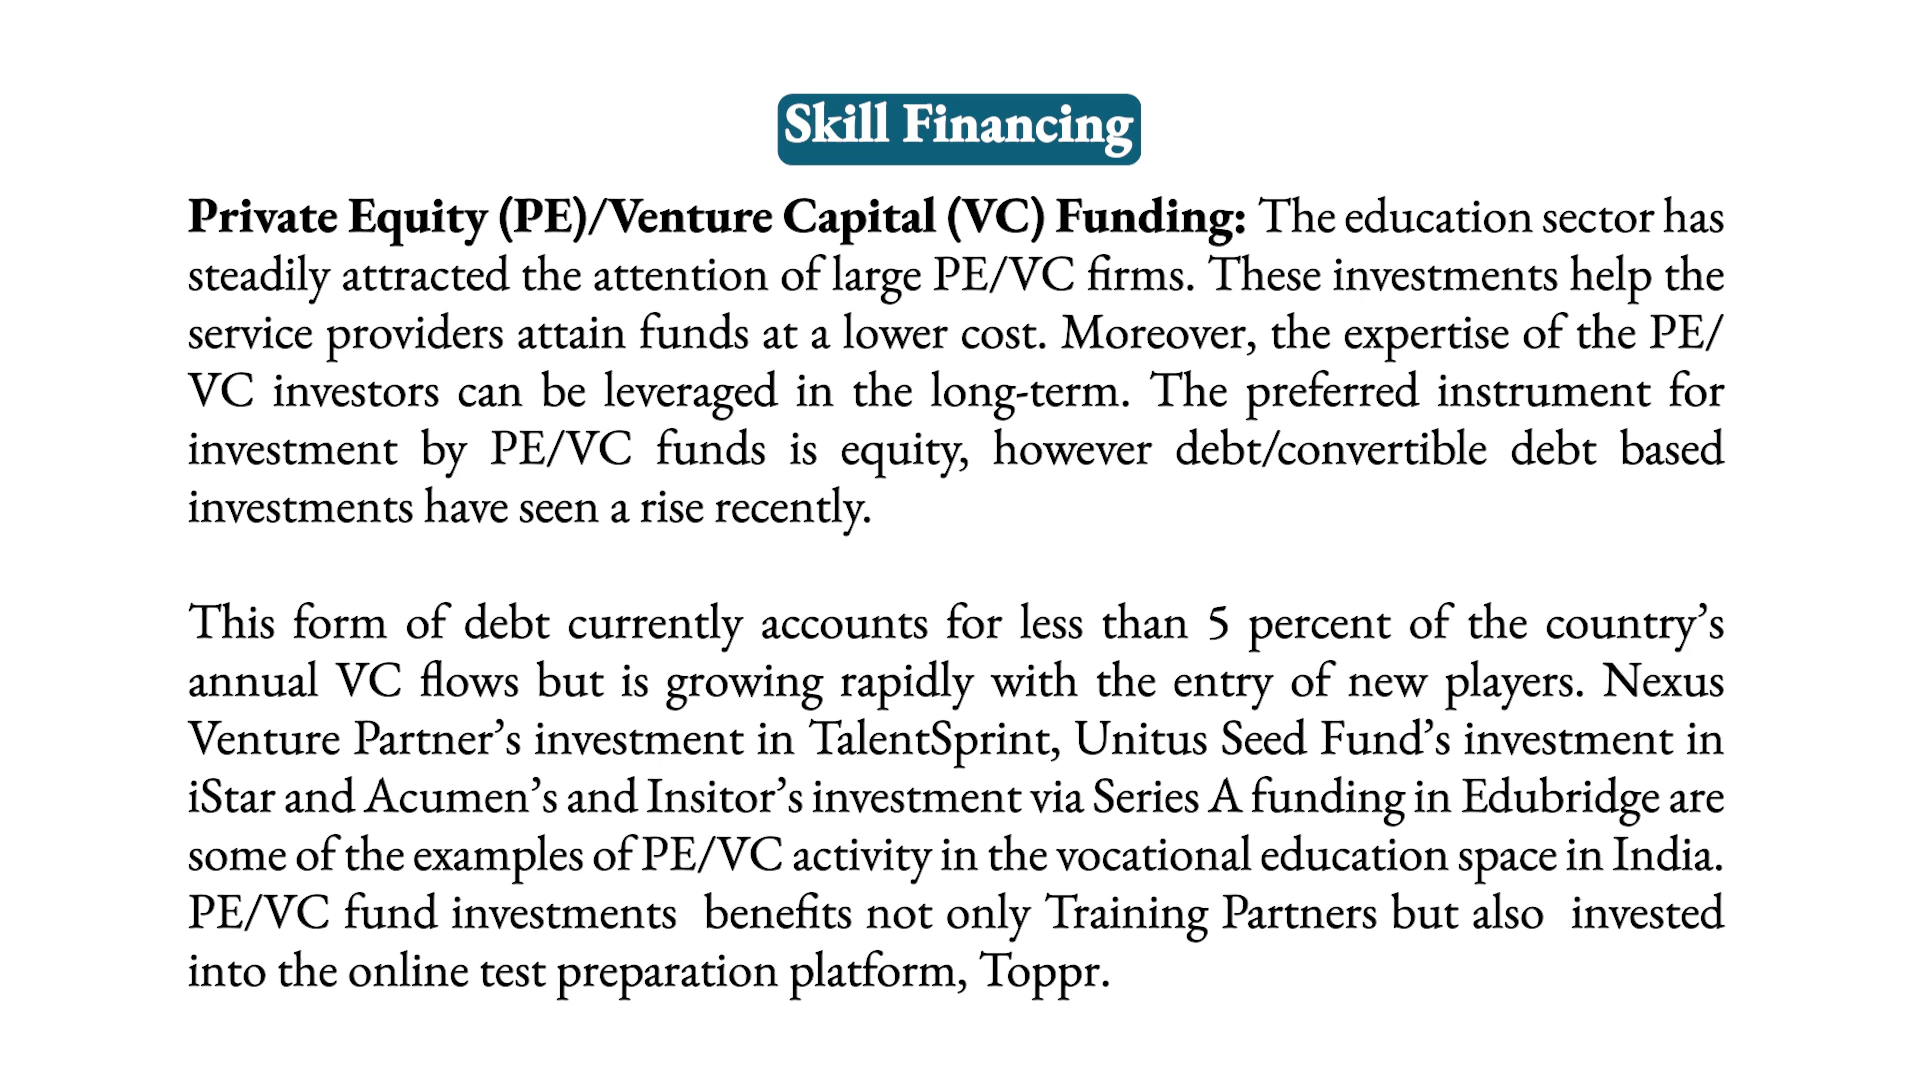 Skill Financing
Private Equity (PE)/Venture Capital (VC) Funding: The education sector has
steadily attracted the attention of large PE/VC firms. These investments help the
service providers attain funds at a lower cost. Moreover, the expertise of the PE/
VC investors can be leveraged in the long-term. The preferred instrument for
investment by PE/VC funds is equity, however debt/convertible debt based
investments have seen a rise recently.
This form of debt currently accounts for less than 5 percent of the country’s
annual VC flows but is growing rapidly with the entry of new players. Nexus
Venture Partner’s investment in TalentSprint, Unitus Seed Fund’s investment in
iStar and Acumen’s and Insitor’s investment via Series A funding in Edubridge are
some of the examples of PE/VC activity in the vocational education space in India.
PE/VC fund investments  benefits not only Training Partners but also  invested
into the online test preparation platform, Toppr.